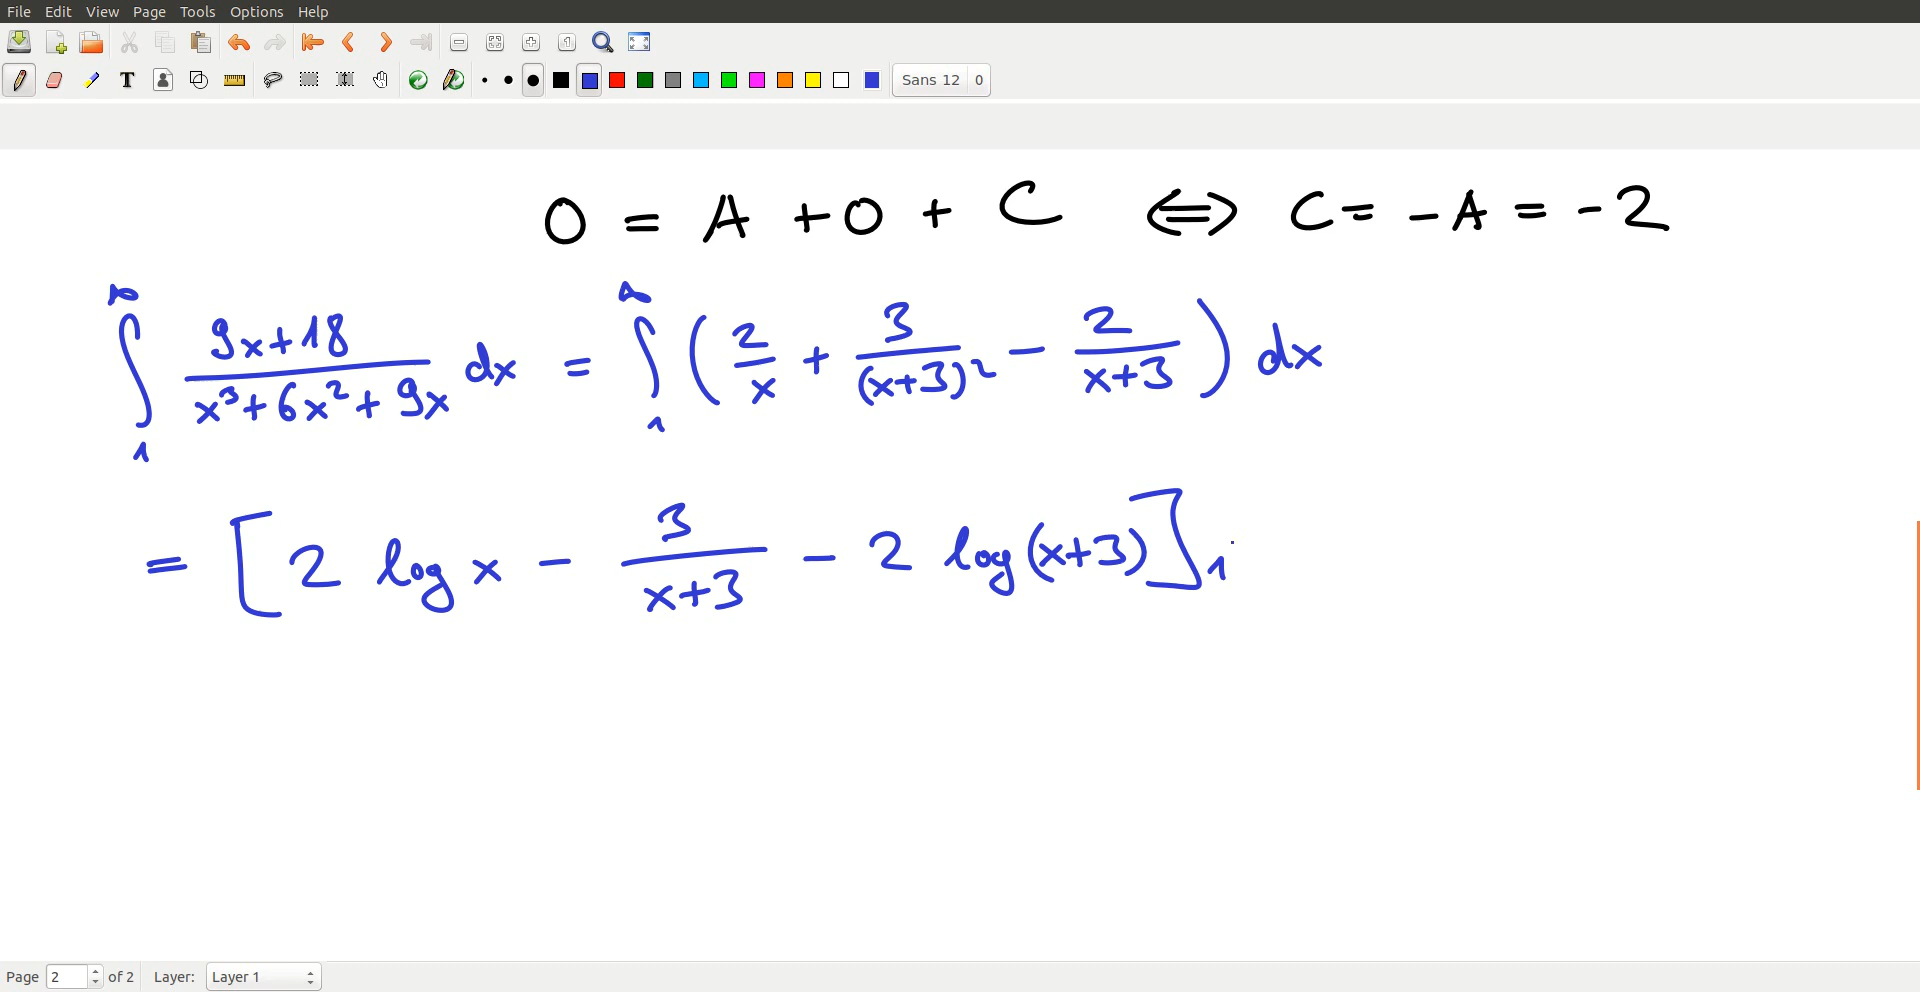 File Edit View Page Tools Options Help
Sans 12 0
0 = A + 0 + C ⟺ C = - A = - 2
∫₁^∞ (9x+18)/(x³+6x²+9x) dx = ∫₁^∞ (2/x + 3/(x+3)² - 2/(x+3)) dx
= [2 log x - 3/(x+3) - 2 log(x+3)]₁
Page 2 of 2 Layer: Layer 1